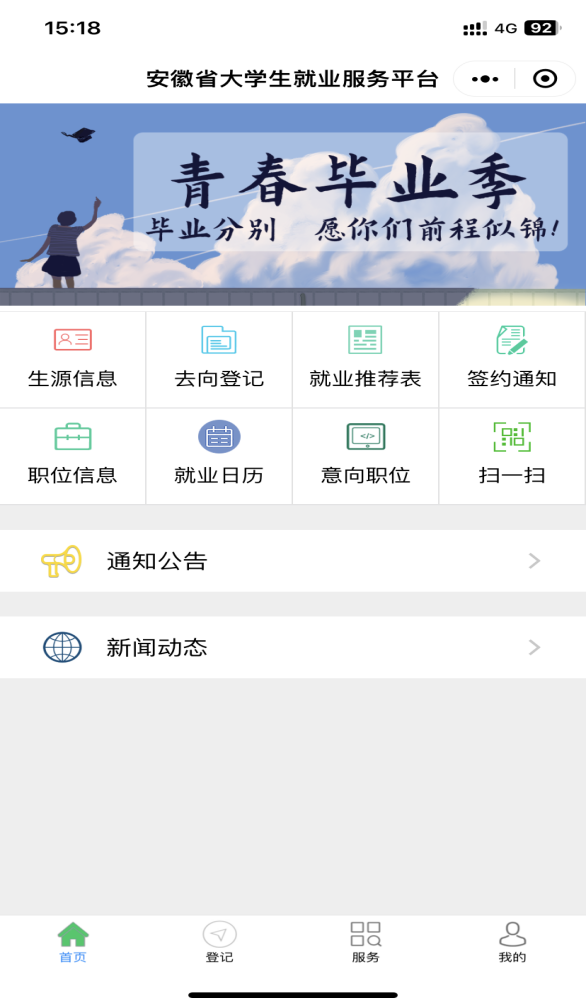 15:18
4G 92
安徽省大学生就业服务平台
青春毕业季
毕业分别 愿你们前程似锦!
生源信息 去向登记 就业推荐表 签约通知
职位信息 就业日历 意向职位 扫一扫
通知公告
新闻动态
首页 登记 服务 我的